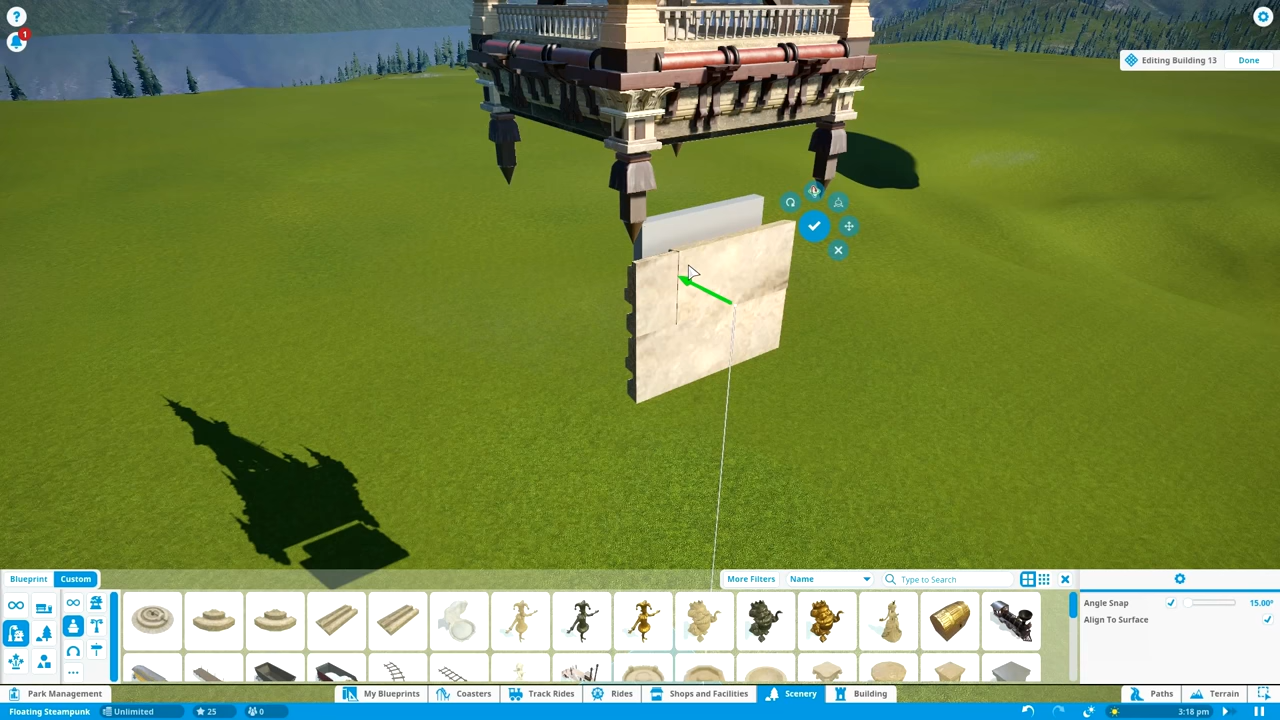 ?
1
Editing Building 13 Done
Blueprint Custom
More Filters Name Type to Search
Angle Snap 15.00°
Align To Surface
Park Management My Blueprints Coasters Track Rides Rides Shops and Facilities Scenery Building Paths Terrain
Floating Steampunk Unlimited 25 0 3:18 pm